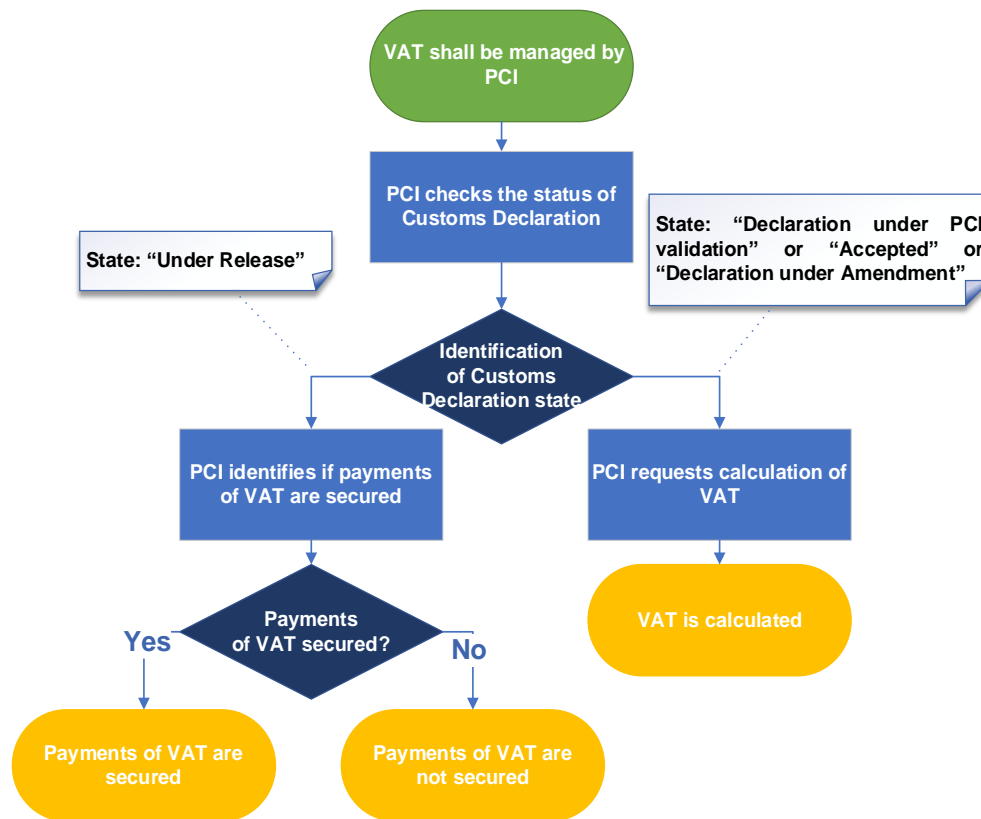 VAT shall be managed by
PCI
PCI checks the status of
Customs Declaration
State: “Under Release”
State: “Declaration under PCI
validation” or “Accepted” or
“Declaration under Amendment”
Identification
of Customs
Declaration state
PCI identifies if payments
of VAT are secured
PCI requests calculation of
VAT
Payments
of VAT secured?
Yes
No
VAT is calculated
Payments of VAT are
secured
Payments of VAT are
not secured